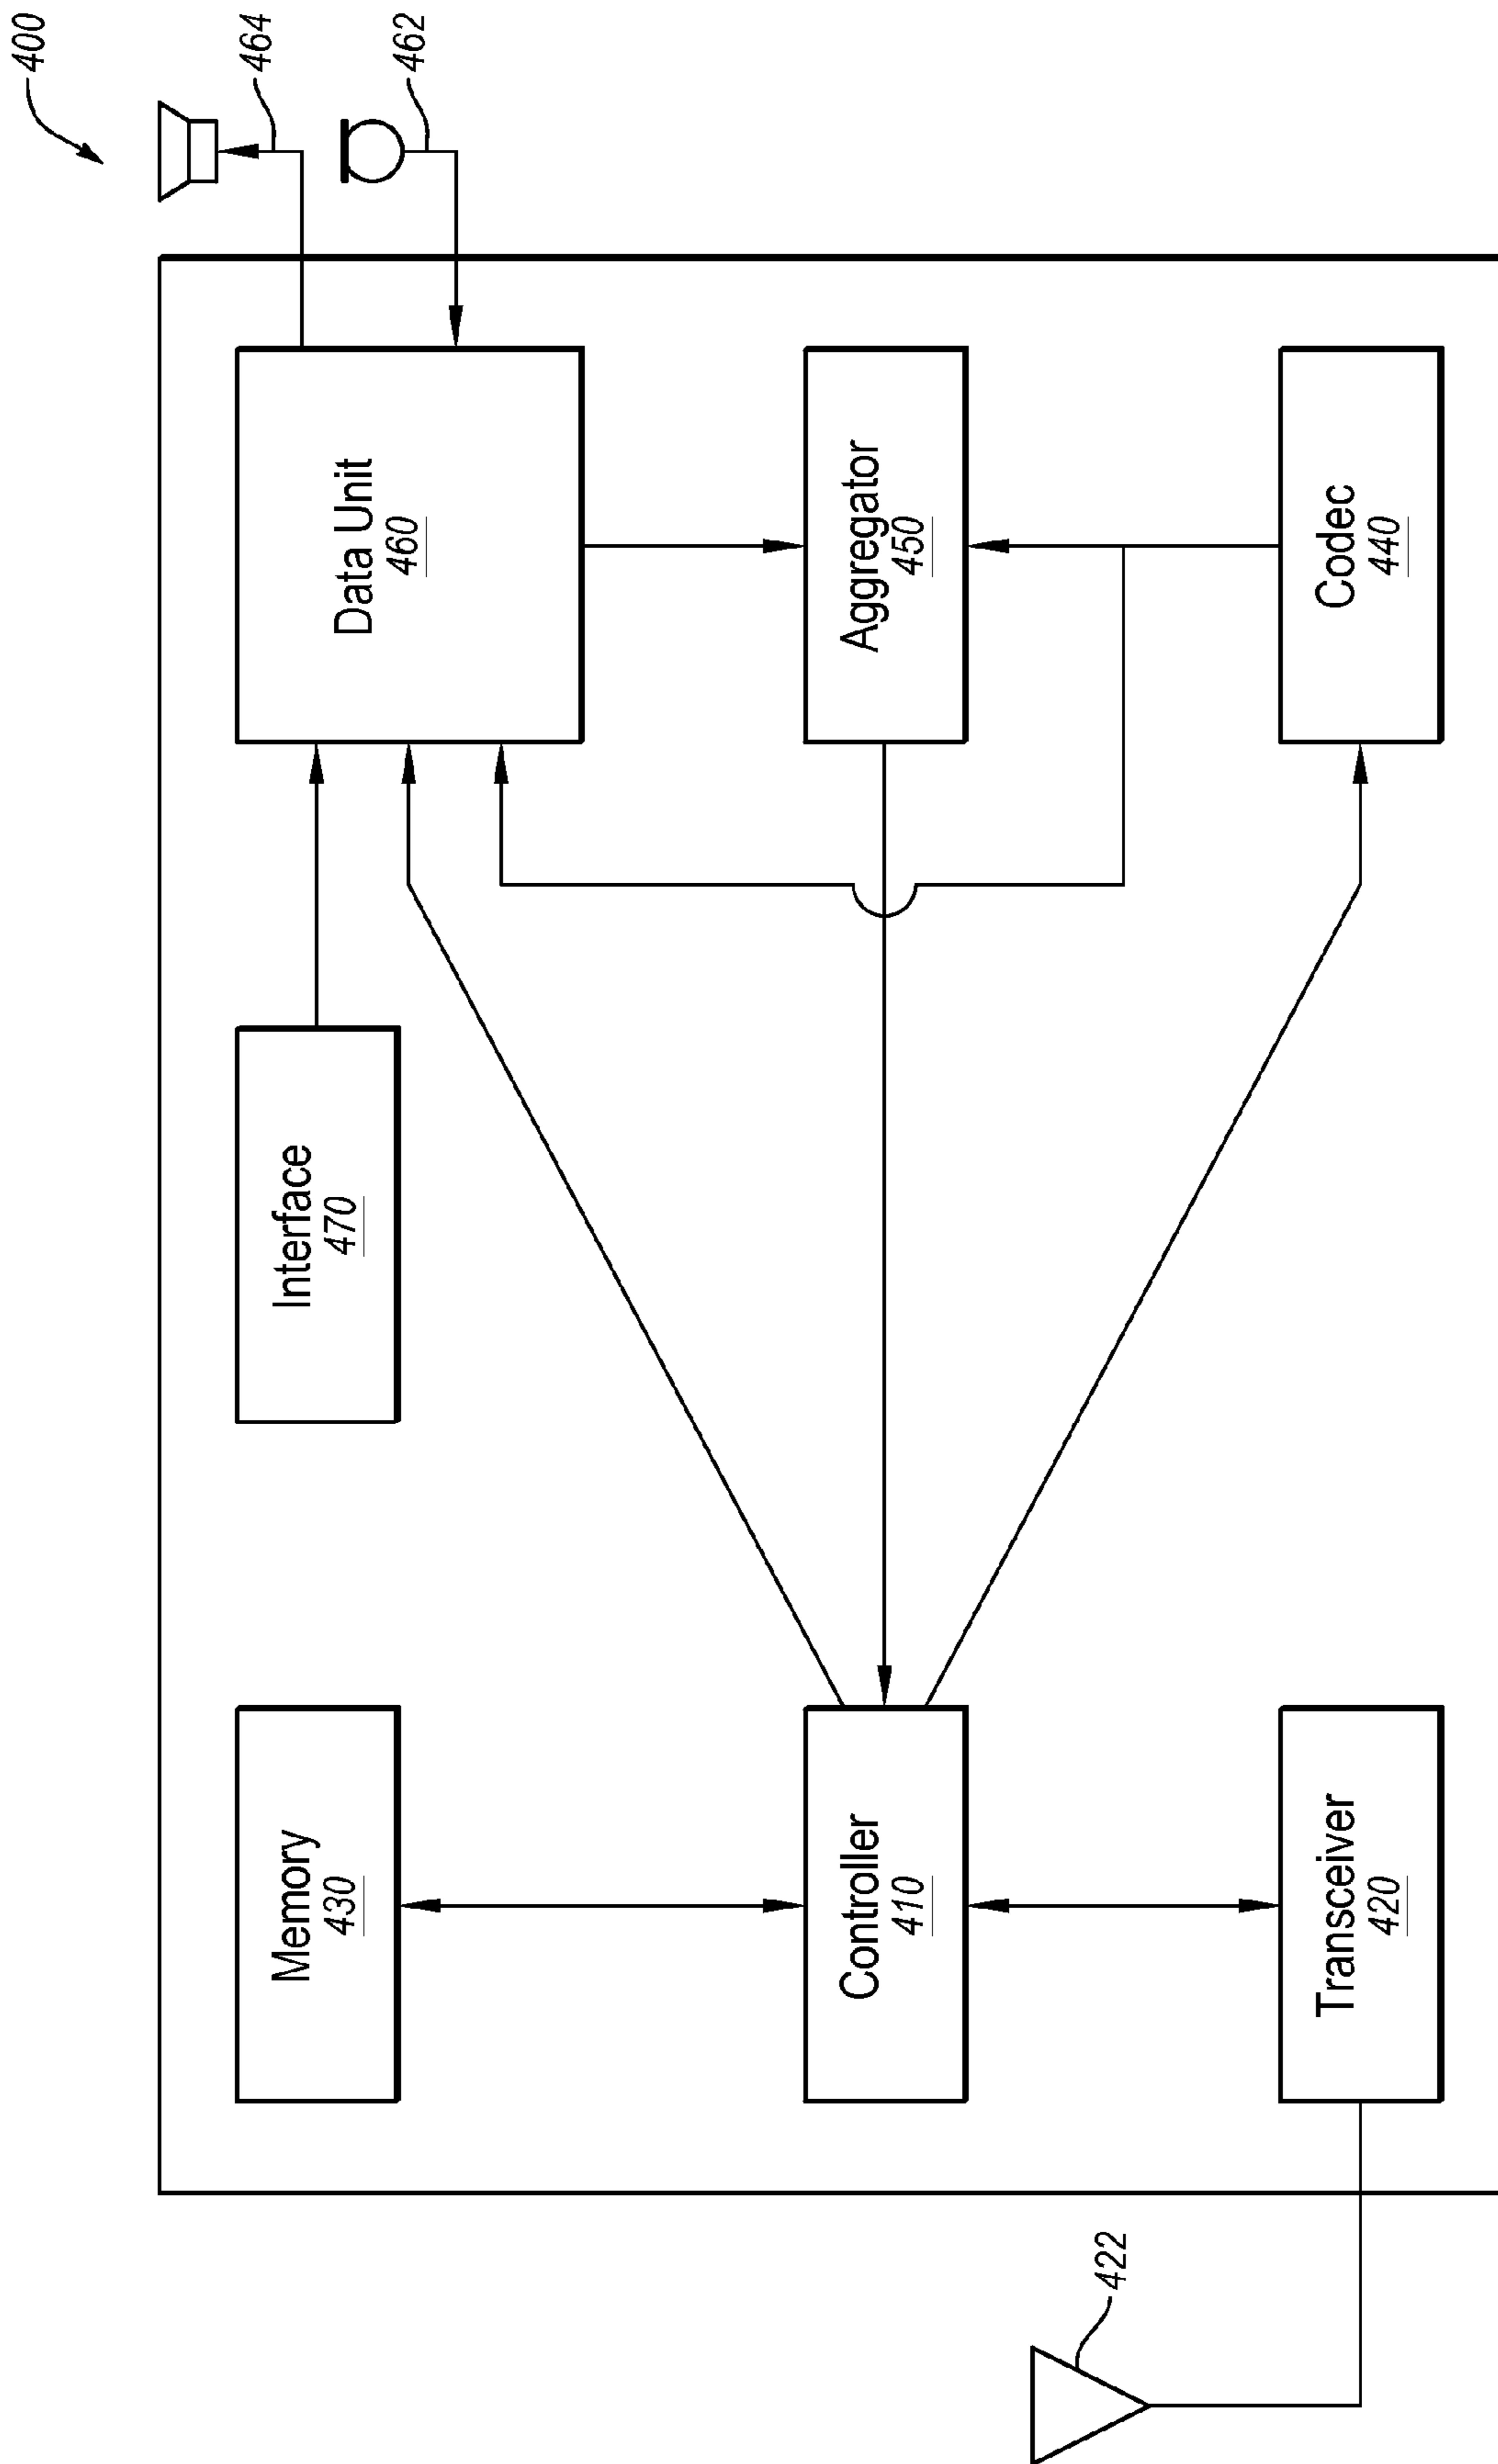 400
422
Memory
430
Interface
470
Data Unit
460
464
462
Controller
410
Aggregator
450
Transceiver
420
Codec
440